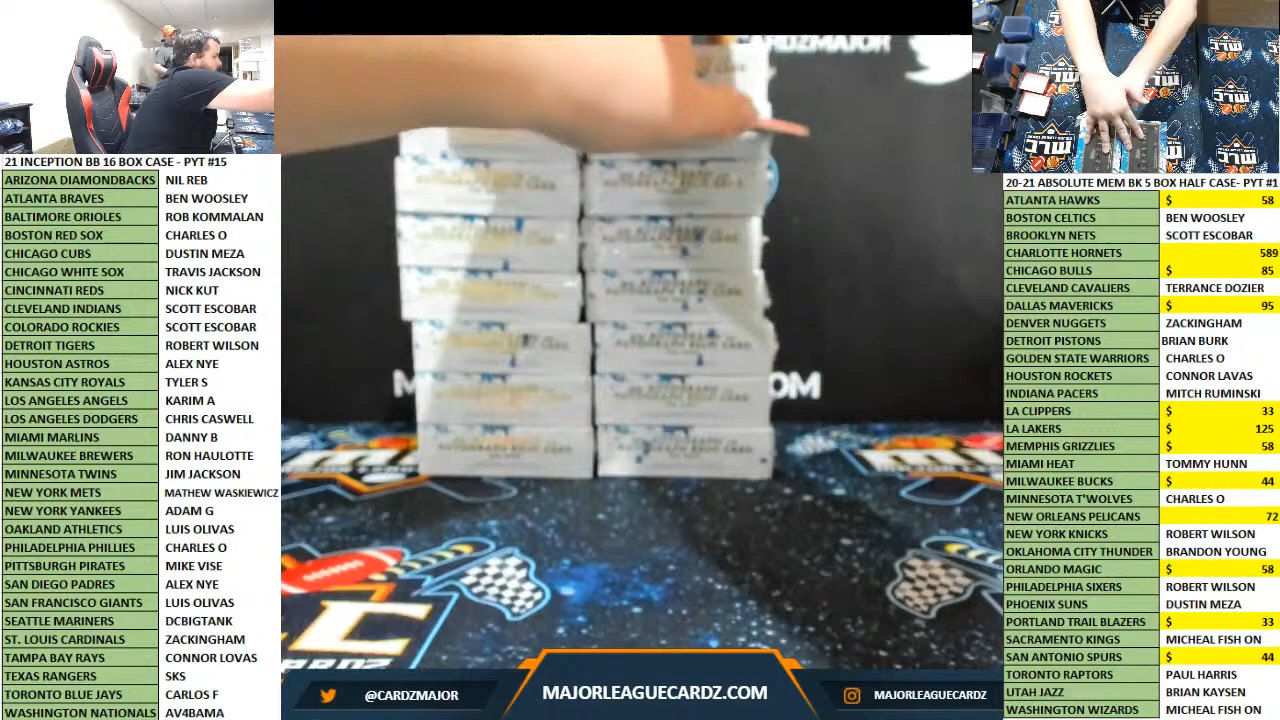 21 INCEPTION BB 16 BOX CASE - PYT #15
ARIZONA DIAMONDBACKS NIL REB
ATLANTA BRAVES BEN WOOSLEY
BALTIMORE ORIOLES ROB KOMMALAN
BOSTON RED SOX CHARLES O
CHICAGO CUBS DUSTIN MEZA
CHICAGO WHITE SOX TRAVIS JACKSON
CINCINNATI REDS NICK KUT
CLEVELAND INDIANS SCOTT ESCOBAR
COLORADO ROCKIES SCOTT ESCOBAR
DETROIT TIGERS ROBERT WILSON
HOUSTON ASTROS ALEX NYE
KANSAS CITY ROYALS TYLER S
LOS ANGELES ANGELS KARIM A
LOS ANGELES DODGERS CHRIS CASWELL
MIAMI MARLINS DANNY B
MILWAUKEE BREWERS RON HAULOTTE
MINNESOTA TWINS JIM JACKSON
NEW YORK METS MATHEW WASKIEWICZ
NEW YORK YANKEES ADAM G
OAKLAND ATHLETICS LUIS OLIVAS
PHILADELPHIA PHILLIES CHARLES O
PITTSBURGH PIRATES MIKE VISE
SAN DIEGO PADRES ALEX NYE
SAN FRANCISCO GIANTS LUIS OLIVAS
SEATTLE MARINERS DCBIGTANK
ST. LOUIS CARDINALS ZACKINGHAM
TAMPA BAY RAYS CONNOR LOVAS
TEXAS RANGERS SKS
TORONTO BLUE JAYS CARLOS F
WASHINGTON NATIONALS AV4BAMA
CARDZMAJOR
@CARDZMAJOR
MAJORLEAGUECARDZ.COM
MAJORLEAGUECARDZ
20-21 ABSOLUTE MEM BK 5 BOX HALF CASE- PYT #1
ATLANTA HAWKS $ 58
BOSTON CELTICS BEN WOOSLEY
BROOKLYN NETS SCOTT ESCOBAR
CHARLOTTE HORNETS 589
CHICAGO BULLS $ 85
CLEVELAND CAVALIERS TERRANCE DOZIER
DALLAS MAVERICKS $ 95
DENVER NUGGETS ZACKINGHAM
DETROIT PISTONS BRIAN BURK
GOLDEN STATE WARRIORS CHARLES O
HOUSTON ROCKETS CONNOR LAVAS
INDIANA PACERS MITCH RUMINSKI
LA CLIPPERS $ 33
LA LAKERS $ 125
MEMPHIS GRIZZLIES $ 58
MIAMI HEAT TOMMY HUNN
MILWAUKEE BUCKS $ 44
MINNESOTA T'WOLVES CHARLES O
NEW ORLEANS PELICANS 72
NEW YORK KNICKS ROBERT WILSON
OKLAHOMA CITY THUNDER BRANDON YOUNG
ORLANDO MAGIC $ 58
PHILADELPHIA SIXERS ROBERT WILSON
PHOENIX SUNS DUSTIN MEZA
PORTLAND TRAIL BLAZERS $ 33
SACRAMENTO KINGS MICHEAL FISH ON
SAN ANTONIO SPURS $ 44
TORONTO RAPTORS PAUL HARRIS
UTAH JAZZ BRIAN KAYSEN
WASHINGTON WIZARDS MICHEAL FISH ON